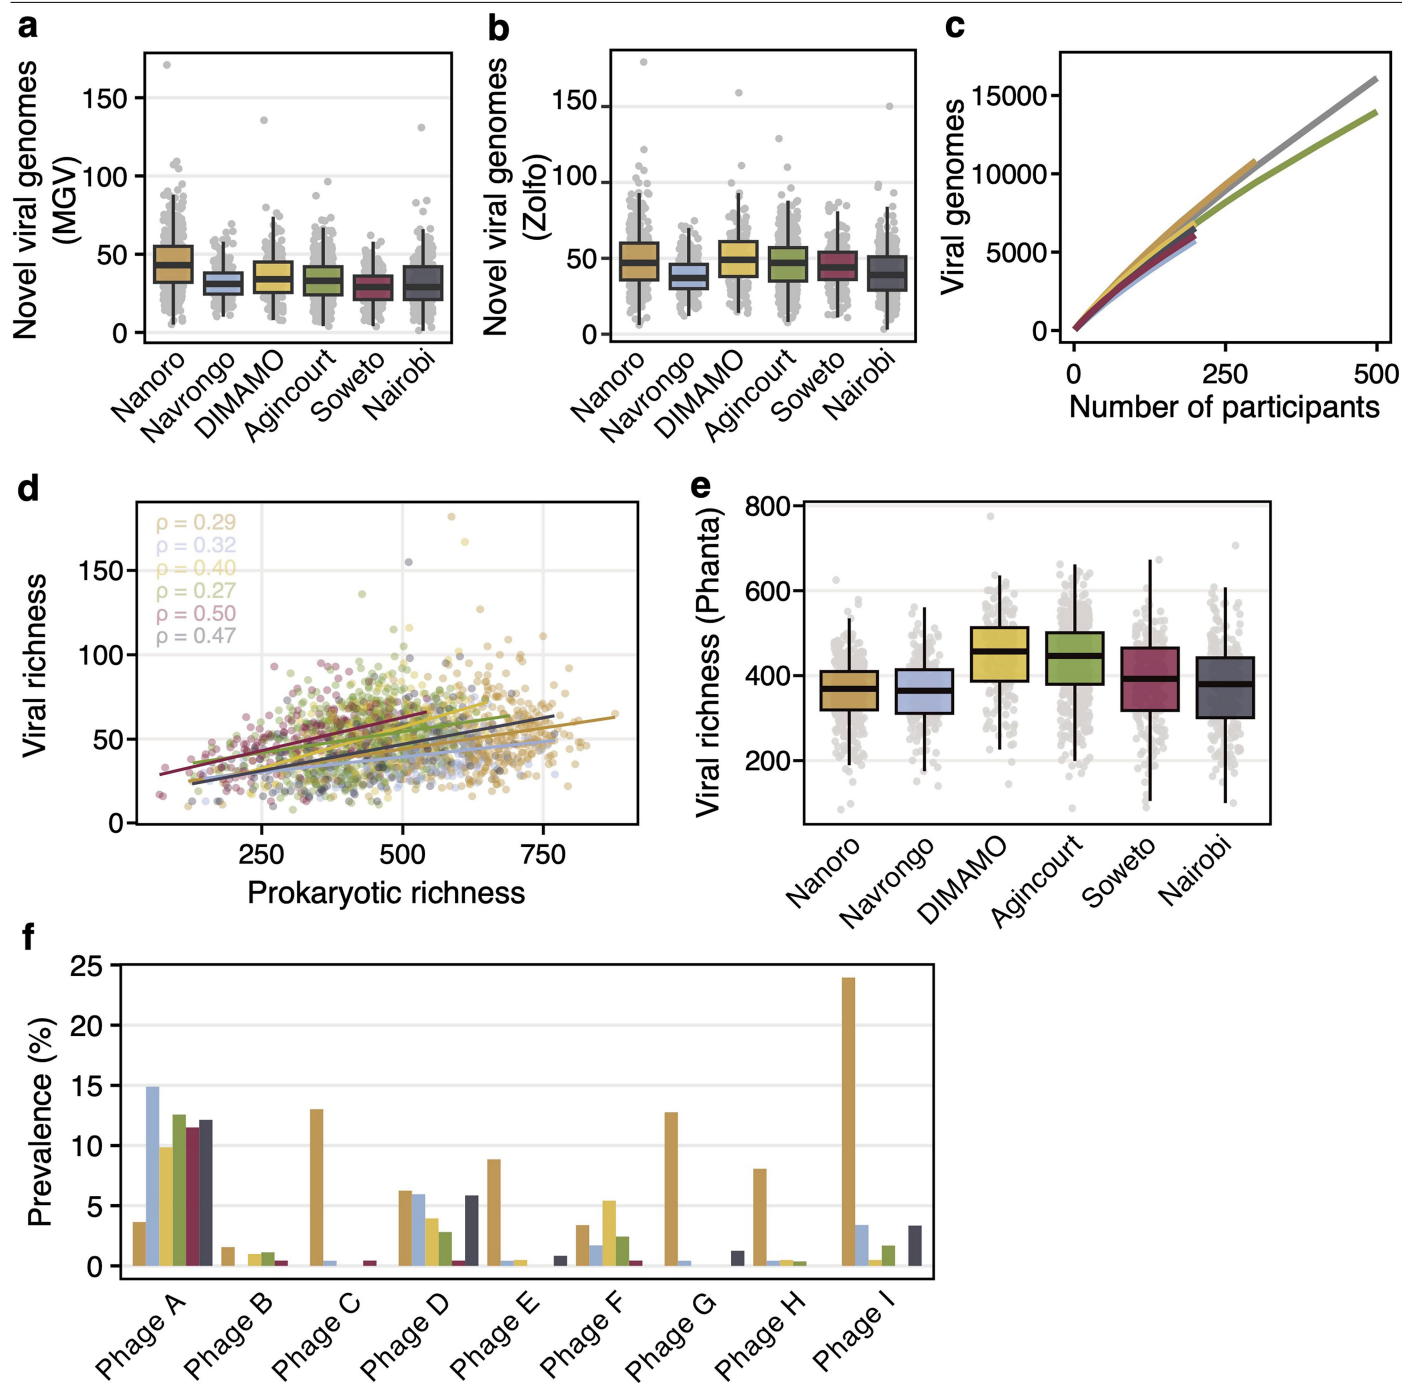 a
Novel viral genomes
(MGV)
150
100
50
0
Nanoro
Navrongo
DIMAMO
Agincourt
Soweto
Nairobi
b
Novel viral genomes
(Zolfo)
150
100
50
0
Nanoro
Navrongo
DIMAMO
Agincourt
Soweto
Nairobi
c
Viral genomes
15000
10000
5000
0
0
250
500
Number of participants
d
Viral richness
150
100
50
0
ρ = 0.29
ρ = 0.32
ρ = 0.40
ρ = 0.27
ρ = 0.50
ρ = 0.47
250
500
750
Prokaryotic richness
e
Viral richness (Phanta)
800
600
400
200
Nanoro
Navrongo
DIMAMO
Agincourt
Soweto
Nairobi
f
Prevalence (%)
25
20
15
10
5
0
Phage A
Phage B
Phage C
Phage D
Phage E
Phage F
Phage G
Phage H
Phage I